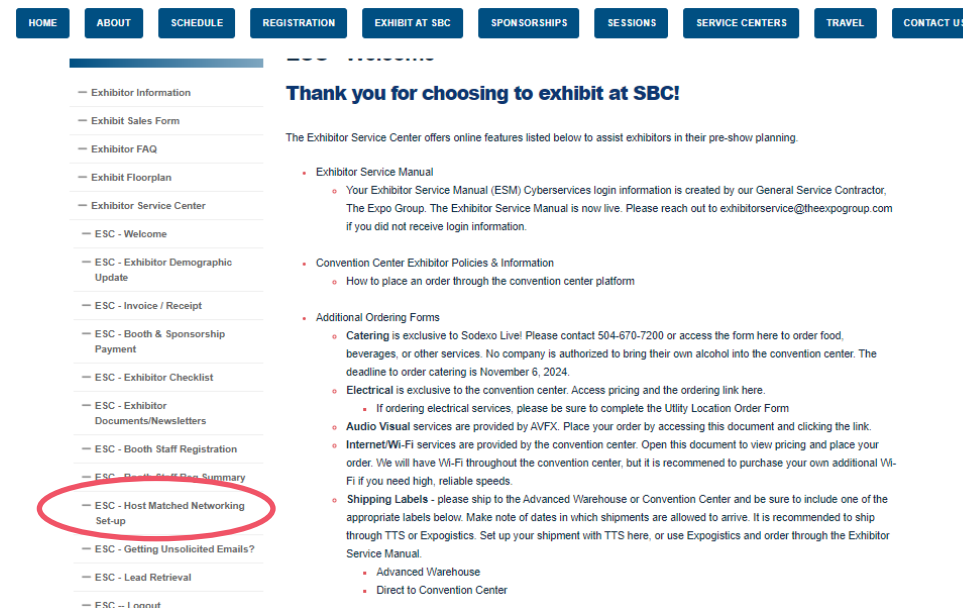 HOME ABOUT SCHEDULE REGISTRATION EXHIBIT AT SBC SPONSORSHIPS SESSIONS SERVICE CENTERS TRAVEL CONTACT US
— Exhibitor Information
— Exhibit Sales Form
— Exhibitor FAQ
— Exhibit Floorplan
— Exhibitor Service Center
— ESC - Welcome
— ESC - Exhibitor Demographic
Update
— ESC - Invoice / Receipt
— ESC - Booth & Sponsorship
Payment
— ESC - Exhibitor Checklist
— ESC - Exhibitor
Documents/Newsletters
— ESC - Booth Staff Registration
— ESC - Booth Staff Reg Summary
— ESC - Host Matched Networking
Set-up
— ESC - Getting Unsolicited Emails?
— ESC - Lead Retrieval
— ESC -- Logout
ESC - Welcome
Thank you for choosing to exhibit at SBC!
The Exhibitor Service Center offers online features listed below to assist exhibitors in their pre-show planning.
Exhibitor Service Manual
Your Exhibitor Service Manual (ESM) Cyberservices login information is created by our General Service Contractor,
The Expo Group. The Exhibitor Service Manual is now live. Please reach out to exhibitorservice@theexpogroup.com
if you did not receive login information.
Convention Center Exhibitor Policies & Information
How to place an order through the convention center platform
Additional Ordering Forms
Catering is exclusive to Sodexo Live! Please contact 504-670-7200 or access the form here to order food,
beverages, or other services. No company is authorized to bring their own alcohol into the convention center. The
deadline to order catering is November 6, 2024.
Electrical is exclusive to the convention center. Access pricing and the ordering link here.
If ordering electrical services, please be sure to complete the Utlity Location Order Form
Audio Visual services are provided by AVFX. Place your order by accessing this document and clicking the link.
Internet/Wi-Fi services are provided by the convention center. Open this document to view pricing and place your
order. We will have Wi-Fi throughout the convention center, but it is recommened to purchase your own additional Wi-
Fi if you need high, reliable speeds.
Shipping Labels - please ship to the Advanced Warehouse or Convention Center and be sure to include one of the
appropriate labels below. Make note of dates in which shipments are allowed to arrive. It is recommended to ship
through TTS or Expogistics. Set up your shipment with TTS here, or use Expogistics and order through the Exhibitor
Service Manual.
Advanced Warehouse
Direct to Convention Center